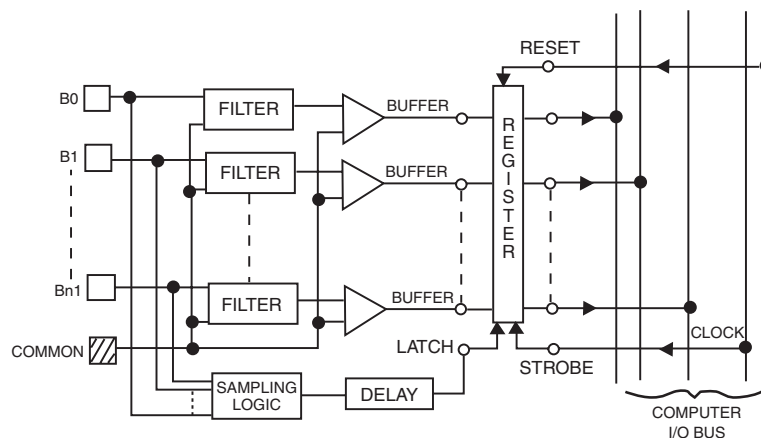 RESET
B0
FILTER
BUFFER
B1
FILTER
BUFFER
REGISTER
Bn1
FILTER
BUFFER
COMMON
LATCH
CLOCK
STROBE
SAMPLING
LOGIC
DELAY
COMPUTER
I/O BUS